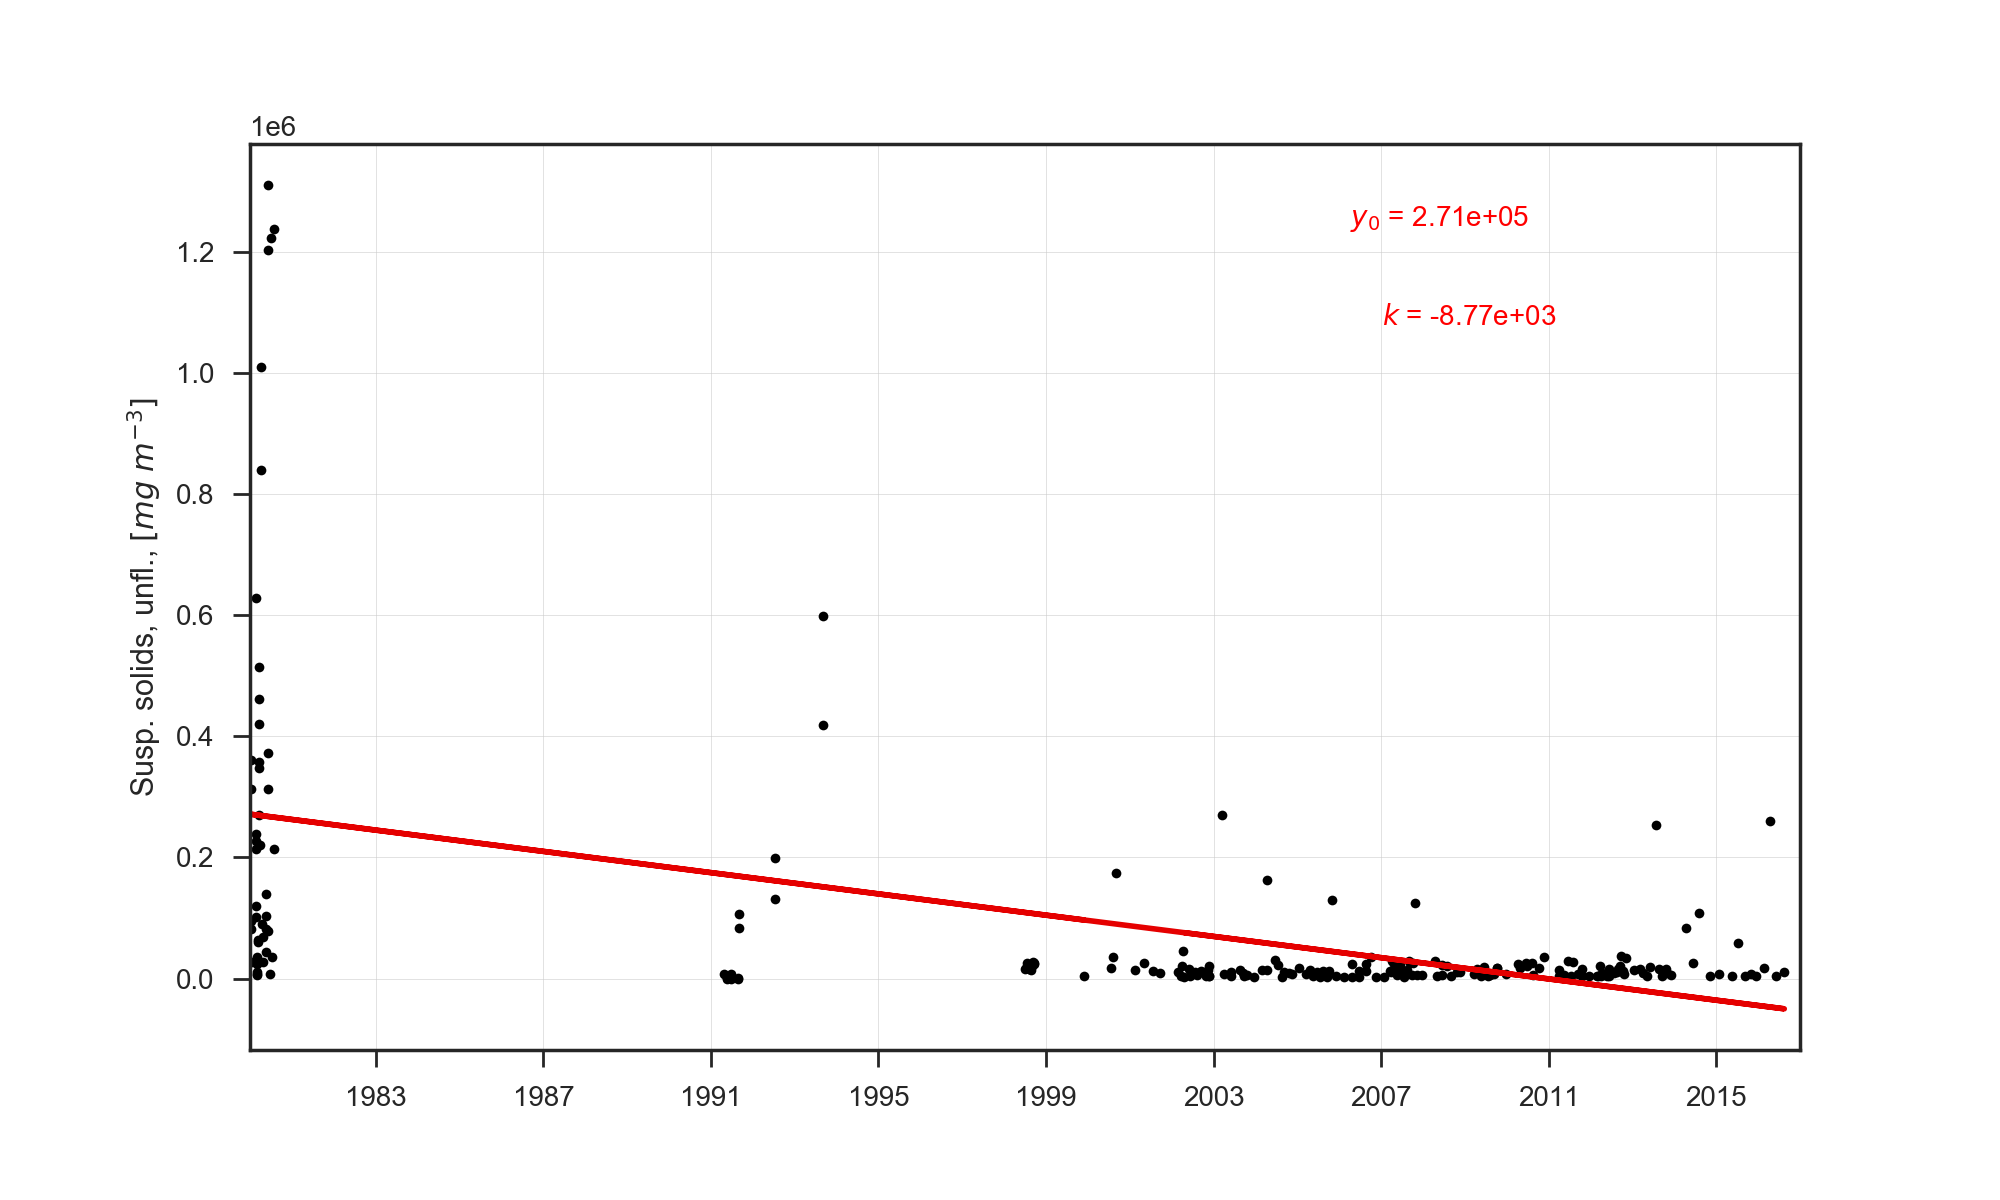 1e6
y₀ = 2.71e+05
k = -8.77e+03
1.2
1.0
0.8
0.6
0.4
0.2
0.0
Susp. solids, unfl., [mg m⁻³]
1983 1987 1991 1995 1999 2003 2007 2011 2015